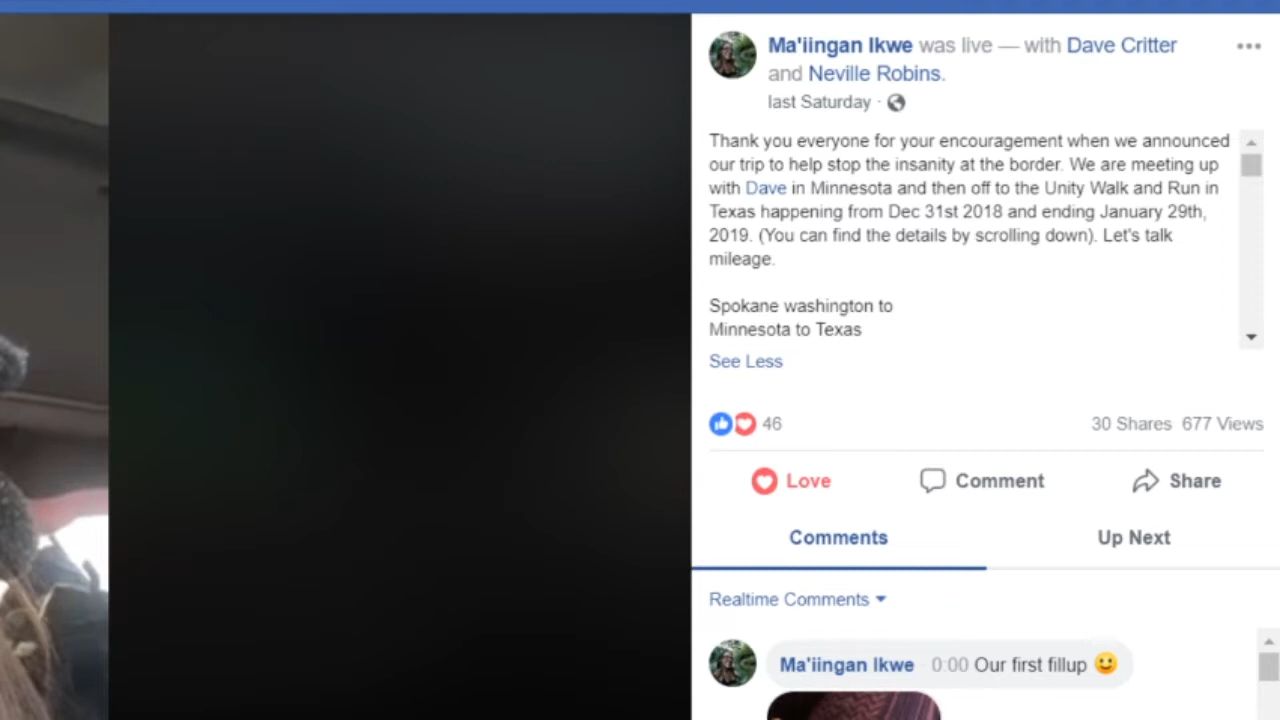 Ma'iingan Ikwe was live — with Dave Critter
and Neville Robins.
last Saturday ·
Thank you everyone for your encouragement when we announced
our trip to help stop the insanity at the border. We are meeting up
with Dave in Minnesota and then off to the Unity Walk and Run in
Texas happening from Dec 31st 2018 and ending January 29th,
2019. (You can find the details by scrolling down). Let's talk
mileage.
Spokane washington to
Minnesota to Texas
See Less
46 30 Shares 677 Views
Love Comment Share
Comments Up Next
Realtime Comments
Ma'iingan Ikwe 0:00 Our first fillup